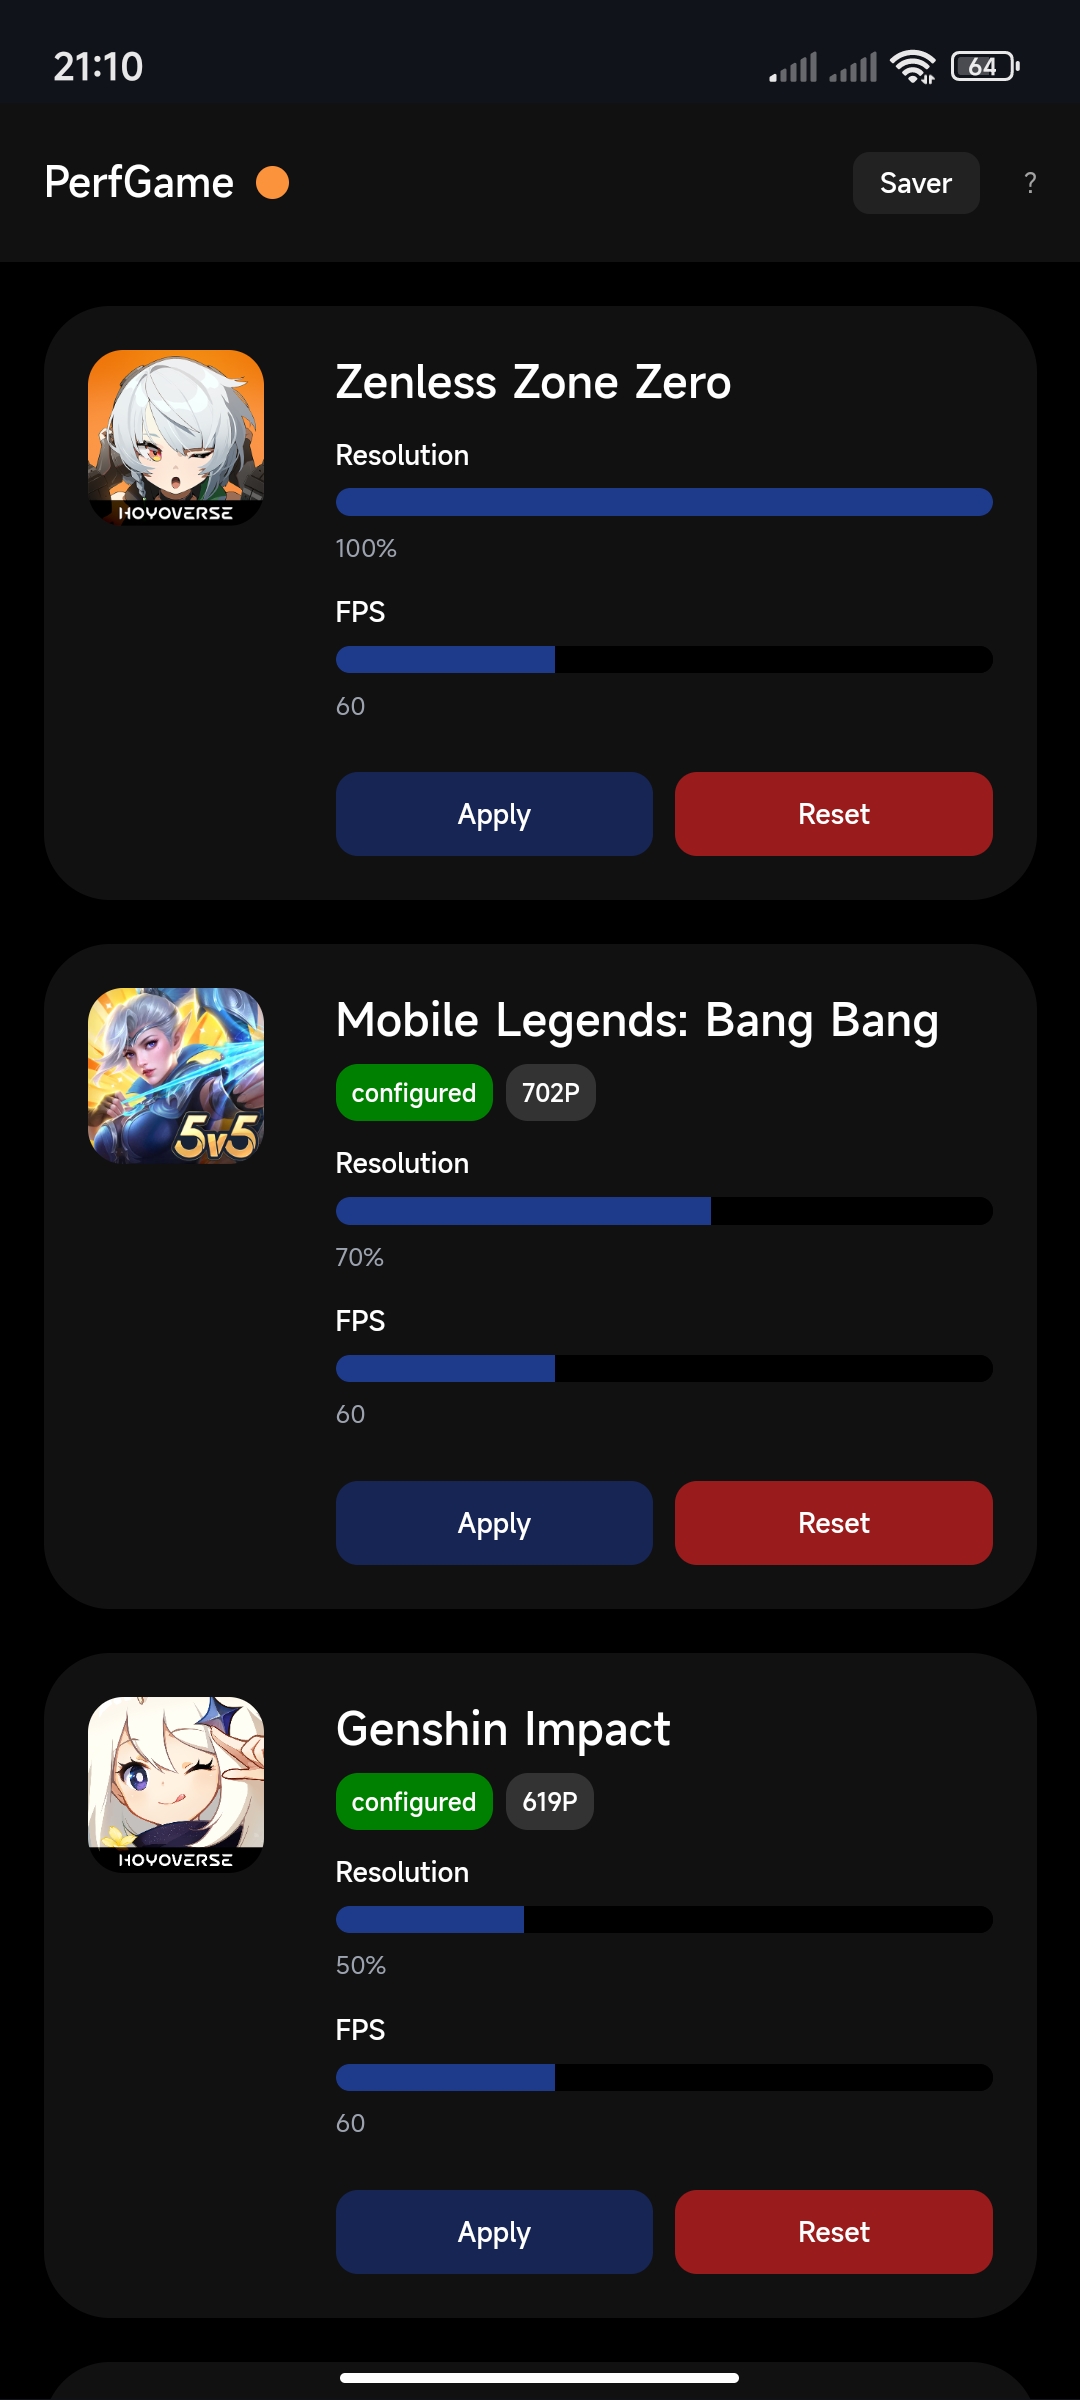 21:10
64
PerfGame
Saver
?
Zenless Zone Zero
Resolution
100%
FPS
60
Apply
Reset
HOYOVERSE
Mobile Legends: Bang Bang
configured
702P
Resolution
70%
FPS
60
Apply
Reset
5v5
Genshin Impact
configured
619P
Resolution
50%
FPS
60
Apply
Reset
HOYOVERSE